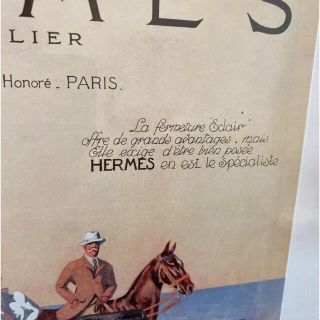 MES
LIER
Honoré. PARIS.
La fermeture "Eclair"
offre de grands avantages. mais
Elle exige d'être bien posée
HERMÈS en est le Spécialiste